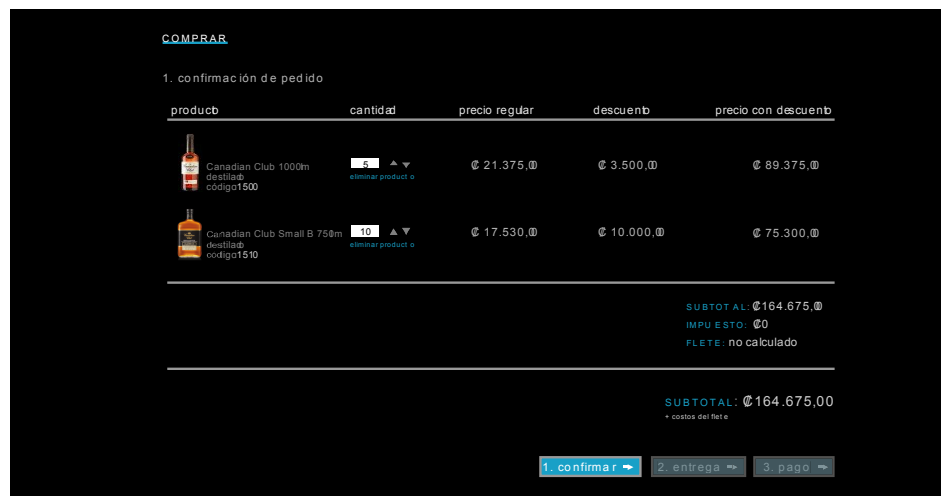 COMPRAR
1. confirmación de pedido
producto cantidad precio regular descuento precio con descuento
Canadian Club 1000lm 5 ₡ 21.375,00 ₡ 3.500,00 ₡ 89.375,00
destilado eliminar producto
código1500
Canadian Club Small B 750lm 10 ₡ 17.530,00 ₡ 10.000,00 ₡ 75.300,00
destilado eliminar producto
codigo1510
SUBTOTAL: ₡164.675,00
IMPUESTO: ₡0
FLETE: no calculado
SUBTOTAL: ₡164.675,00
+ costos del flete
1. confirmar 2. entrega 3. pago